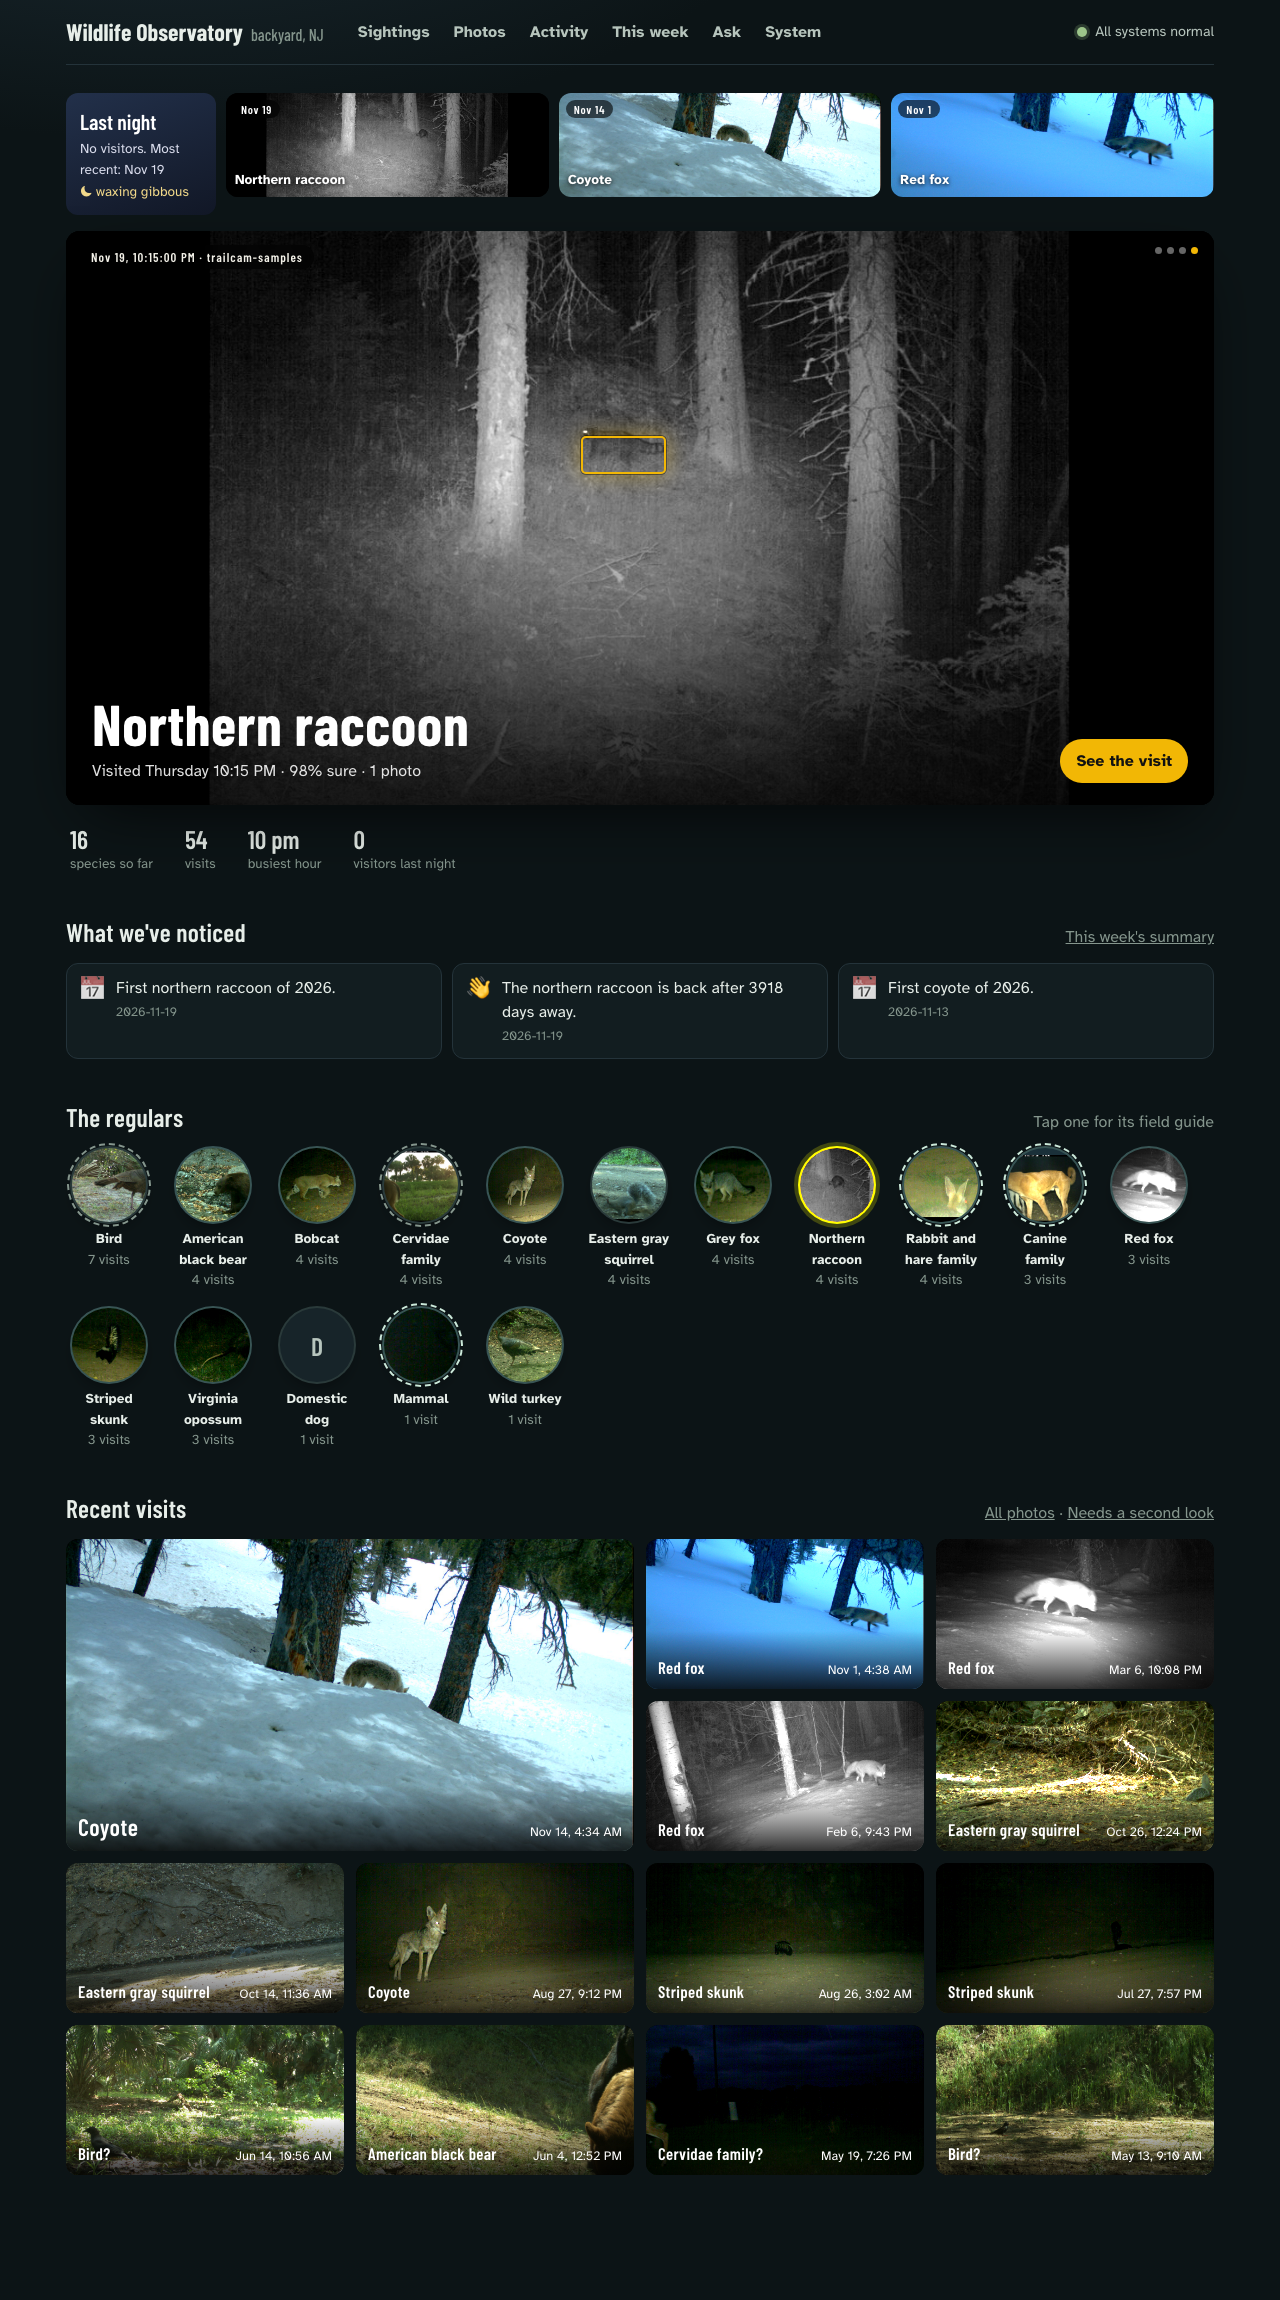 Wildlife Observatory backyard, NJ Sightings Photos Activity This week Ask System All systems normal
Last night
No visitors. Most
recent: Nov 19
waxing gibbous
Nov 19
Northern raccoon
Nov 14
Coyote
Nov 1
Red fox
Nov 19, 10:15:00 PM · trailcam-samples
Northern raccoon
Visited Thursday 10:15 PM · 98% sure · 1 photo
See the visit
16
species so far
54
visits
10 pm
busiest hour
0
visitors last night
What we've noticed
This week's summary
17
First northern raccoon of 2026.
2026-11-19
The northern raccoon is back after 3918
days away.
2026-11-19
17
First coyote of 2026.
2026-11-13
The regulars
Tap one for its field guide
Bird
7 visits
American
black bear
4 visits
Bobcat
4 visits
Cervidae
family
4 visits
Coyote
4 visits
Eastern gray
squirrel
4 visits
Grey fox
4 visits
Northern
raccoon
4 visits
Rabbit and
hare family
4 visits
Canine
family
3 visits
Red fox
3 visits
Striped
skunk
3 visits
Virginia
opossum
3 visits
D
Domestic
dog
1 visit
Mammal
1 visit
Wild turkey
1 visit
Recent visits
All photos · Needs a second look
Coyote
Nov 14, 4:34 AM
Red fox
Nov 1, 4:38 AM
Red fox
Mar 6, 10:08 PM
Red fox
Feb 6, 9:43 PM
Eastern gray squirrel
Oct 26, 12:24 PM
Eastern gray squirrel
Oct 14, 11:36 AM
Coyote
Aug 27, 9:12 PM
Striped skunk
Aug 26, 3:02 AM
Striped skunk
Jul 27, 7:57 PM
Bird?
Jun 14, 10:56 AM
American black bear
Jun 4, 12:52 PM
Cervidae family?
May 19, 7:26 PM
Bird?
May 13, 9:10 AM